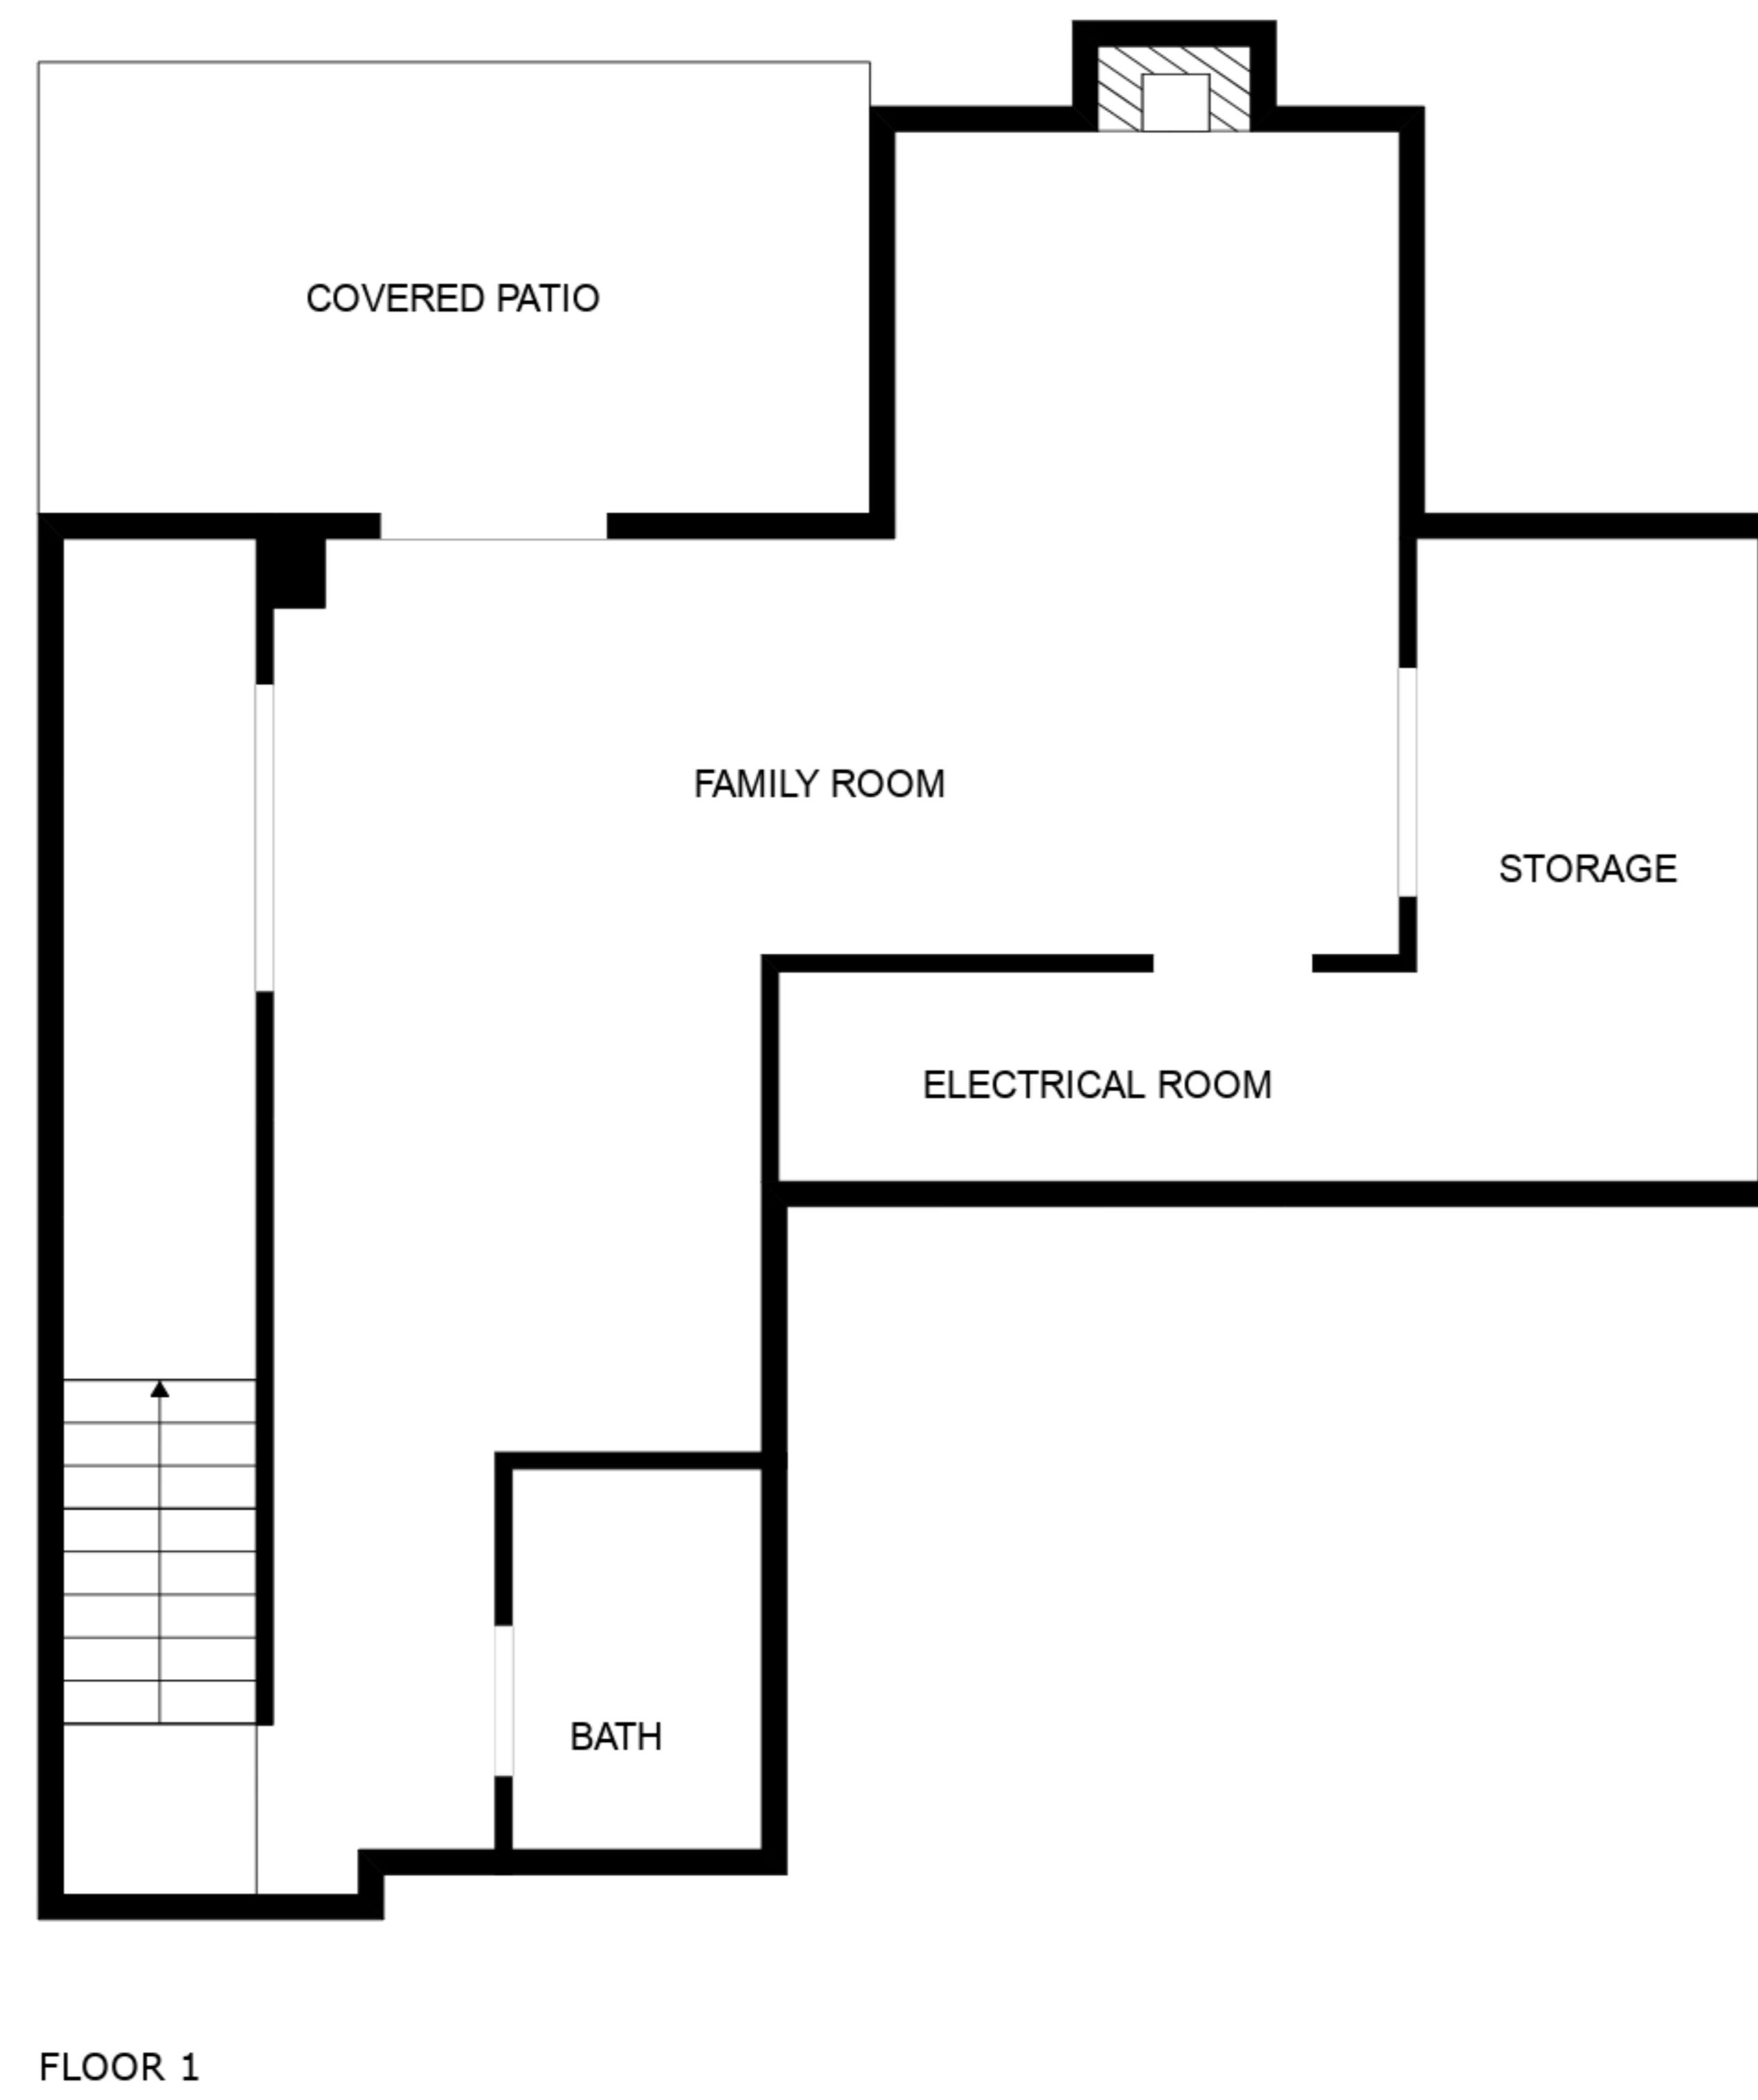 COVERED PATIO
FAMILY ROOM
STORAGE
ELECTRICAL ROOM
BATH
FLOOR 1